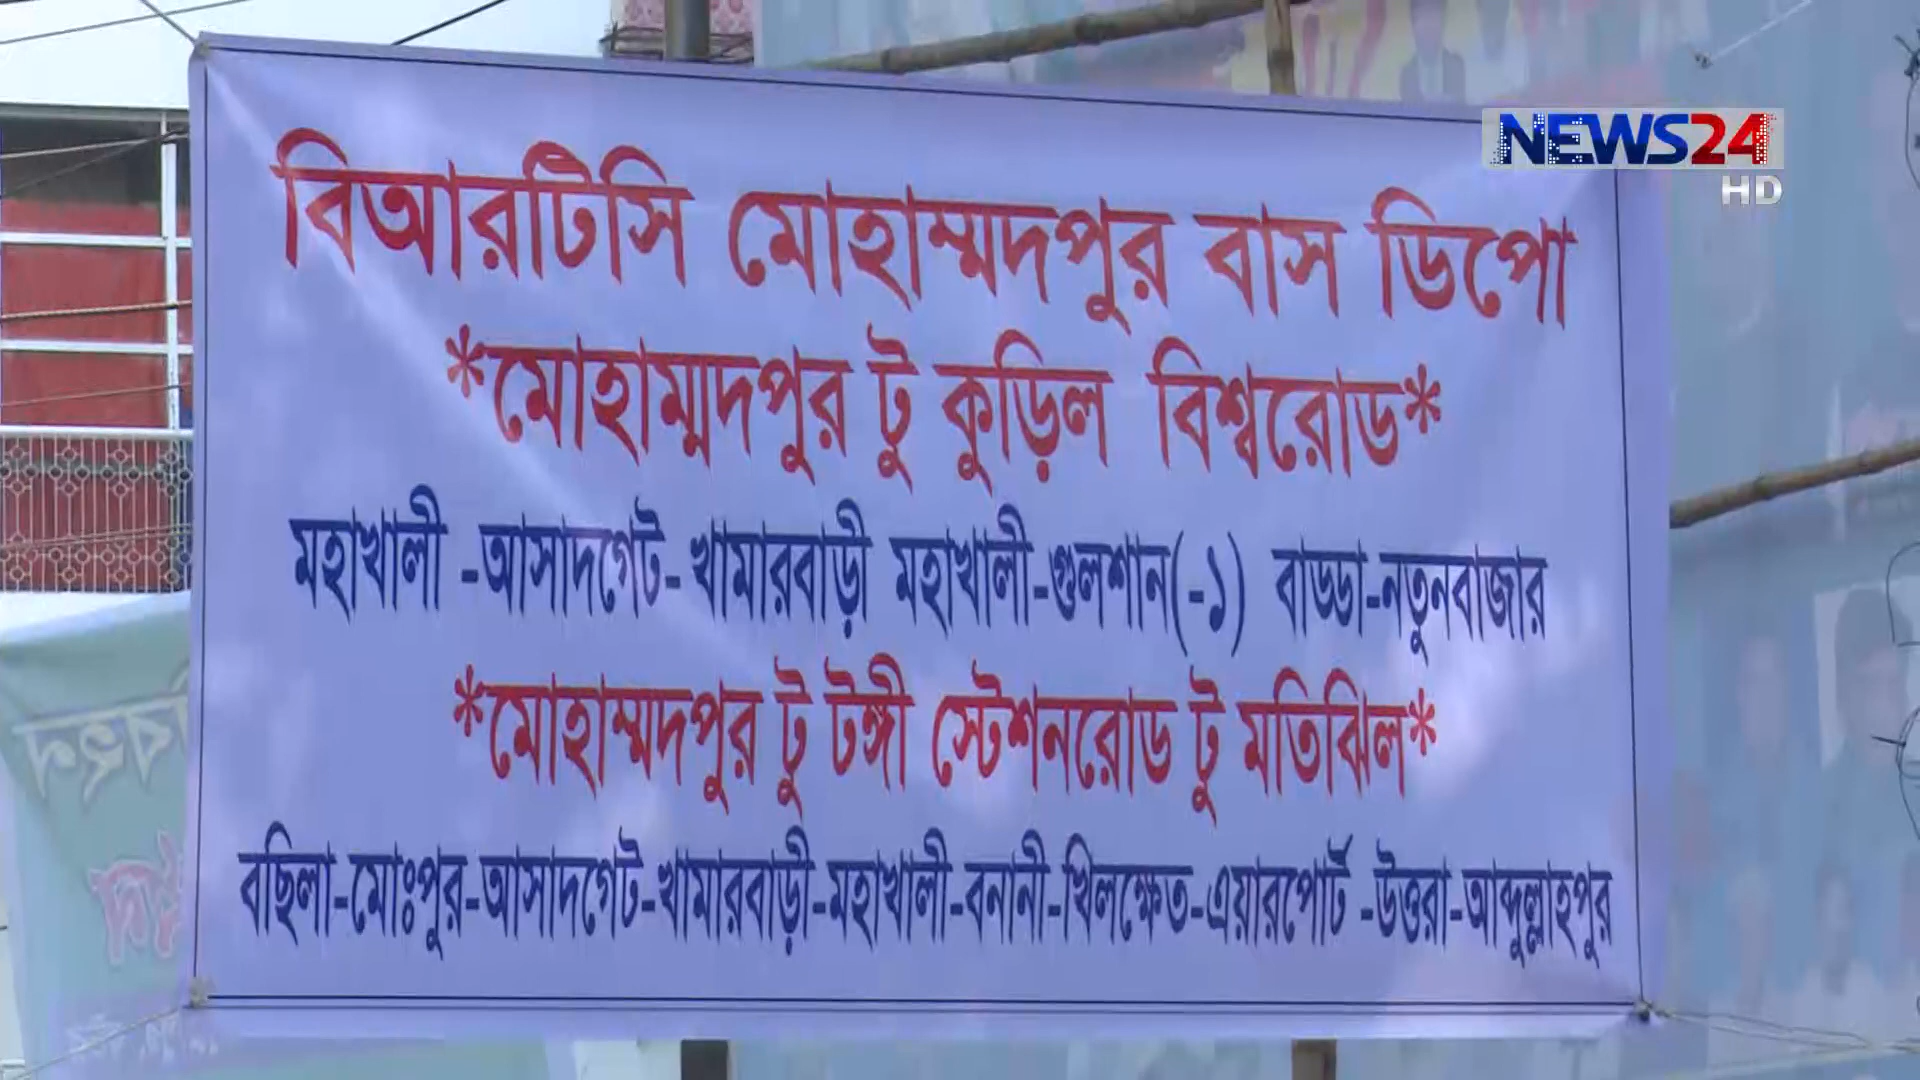 NEWS24
HD
বিআরটিসি মোহাম্মদপুর বাস ডিপো
*মোহাম্মদপুর টু কুড়িল বিশ্বরোড*
মহাখালী -আসাদগেট- খামারবাড়ী মহাখালী-গুলশান(-১) বাড্ডা-নতুনবাজার
*মোহাম্মদপুর টু টঙ্গী স্টেশনরোড টু মতিঝিল*
বছিলা-মোঃপুর-আসাদগেট-খামারবাড়ী-মহাখালী-বনানী-খিলক্ষেত-এয়ারপোর্ট -উত্তরা-আব্দুল্লাহপুর